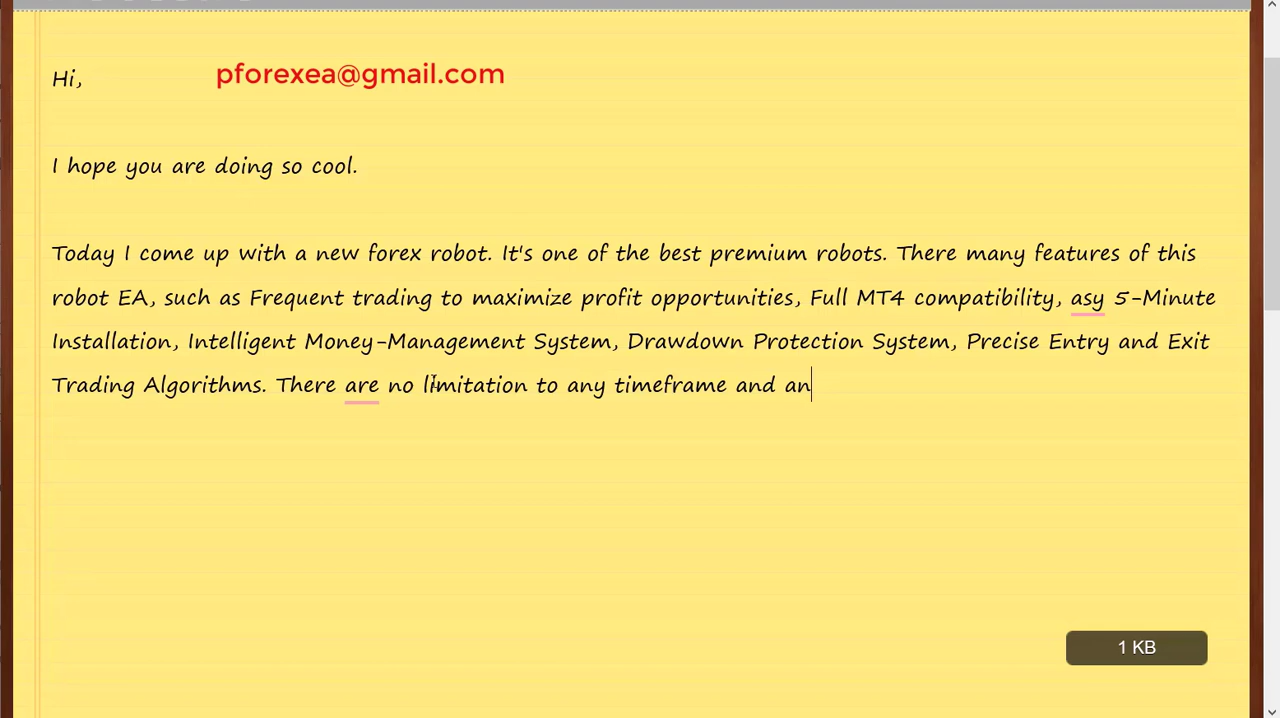 Hi,
pforexea@gmail.com
I hope you are doing so cool.
Today I come up with a new forex robot. It's one of the best premium robots. There many features of this
robot EA, such as Frequent trading to maximize profit opportunities, Full MT4 compatibility, asy 5-Minute
Installation, Intelligent Money-Management System, Drawdown Protection System, Precise Entry and Exit
Trading Algorithms. There are no limitation to any timeframe and an
1 KB